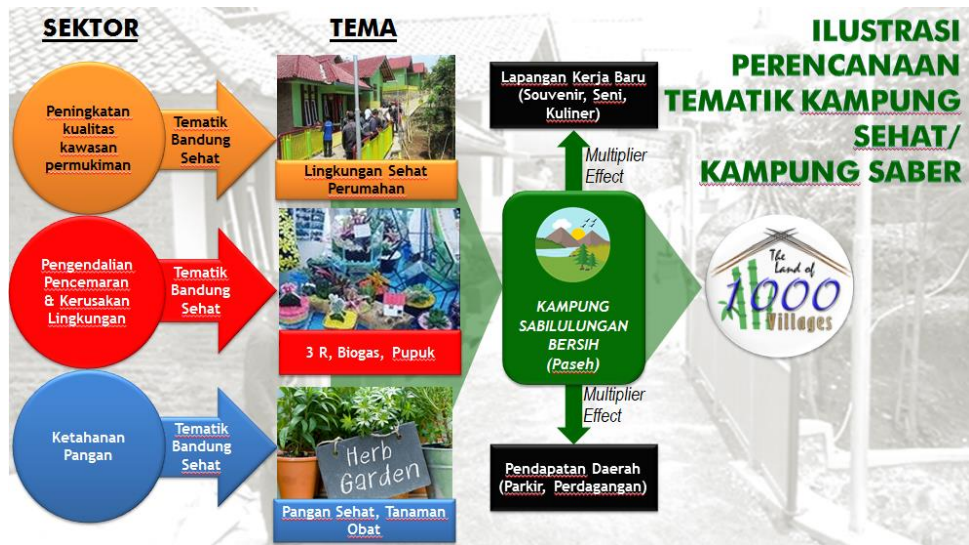 SEKTOR
TEMA
ILUSTRASI
PERENCANAAN
TEMATIK KAMPUNG
SEHAT/
KAMPUNG SABER
Peningkatan
kualitas
kawasan
permukiman
Tematik
Bandung
Sehat
Lingkungan Sehat
Perumahan
Pengendalian
Pencemaran
& Kerusakan
Lingkungan
Tematik
Bandung
Sehat
3 R, Biogas, Pupuk
Ketahanan
Pangan
Tematik
Bandung
Sehat
Herb
Garden
Pangan Sehat, Tanaman
Obat
Lapangan Kerja Baru
(Souvenir, Seni,
Kuliner)
Multiplier
Effect
KAMPUNG
SABILULUNGAN
BERSIH
(Paseh)
Multiplier
Effect
Pendapatan Daerah
(Parkir, Perdagangan)
The
Land of
1000
Villages